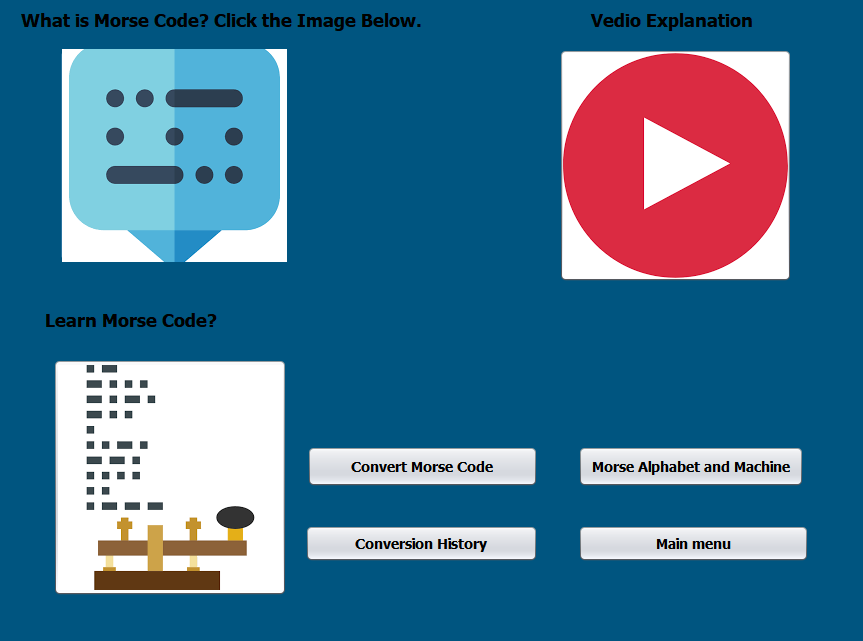 What is Morse Code? Click the Image Below.
Vedio Explanation
Learn Morse Code?
Convert Morse Code
Morse Alphabet and Machine
Conversion History
Main menu